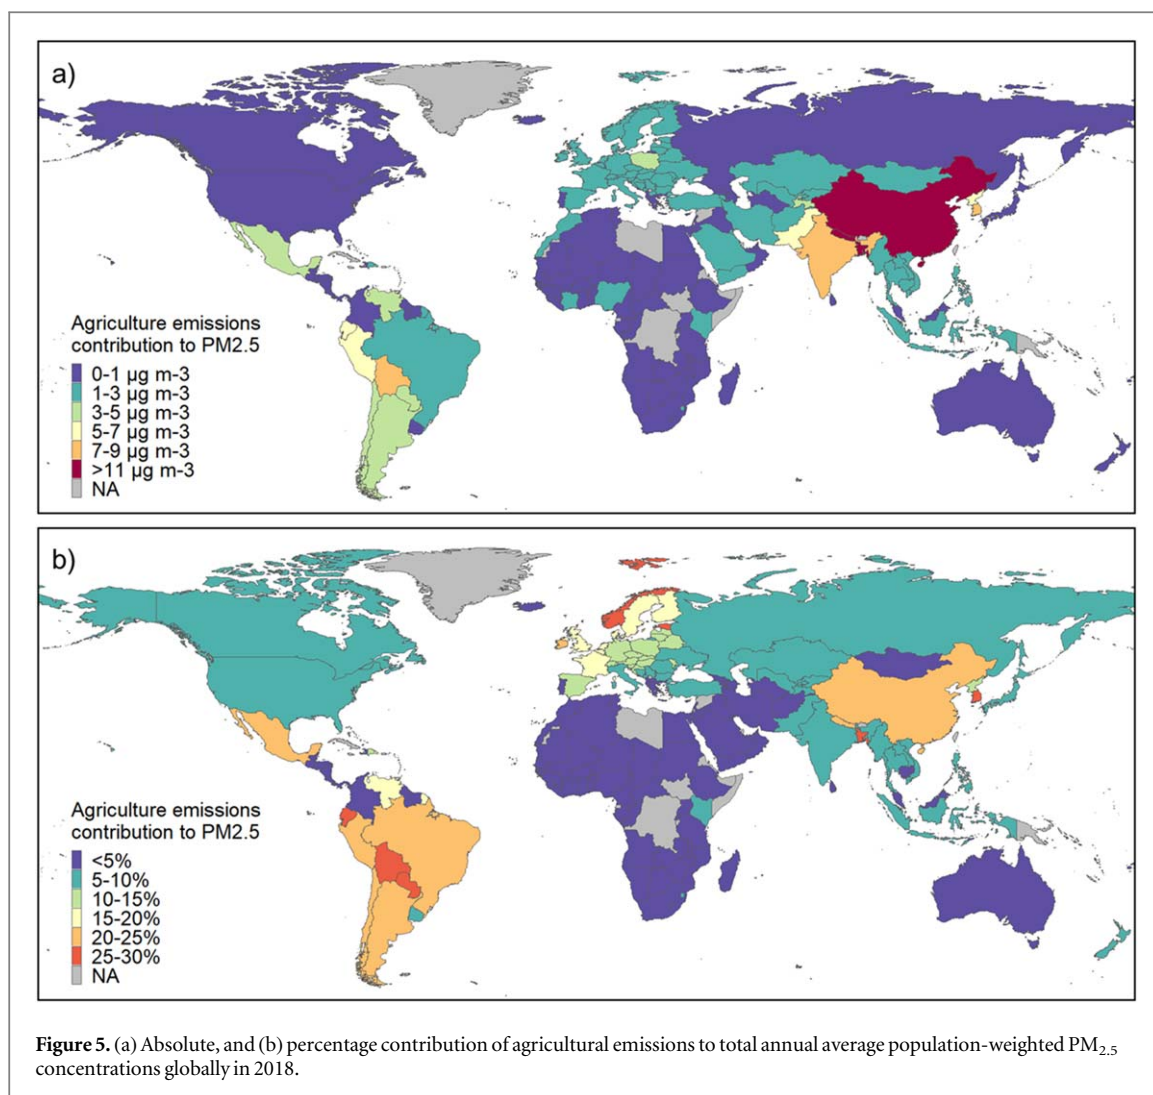 a)
Agriculture emissions
contribution to PM2.5
0-1 µg m-3
1-3 µg m-3
3-5 µg m-3
5-7 µg m-3
7-9 µg m-3
>11 µg m-3
NA
b)
Agriculture emissions
contribution to PM2.5
<5%
5-10%
10-15%
15-20%
20-25%
25-30%
NA
Figure 5. (a) Absolute, and (b) percentage contribution of agricultural emissions to total annual average population-weighted PM2.5
concentrations globally in 2018.